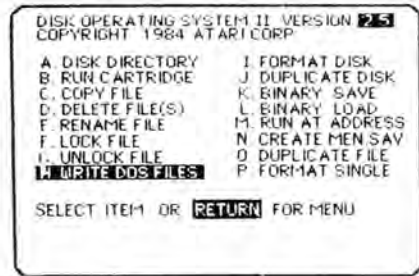 DISK OPERATING SYSTEM II VERSION 2.5
COPYRIGHT 1984 ATARI CORP.
A. DISK DIRECTORY
B. RUN CARTRIDGE
C. COPY FILE
D. DELETE FILE(S)
E. RENAME FILE
F. LOCK FILE
G. UNLOCK FILE
H. WRITE DOS FILES
I. FORMAT DISK
J. DUPLICATE DISK
K. BINARY SAVE
L. BINARY LOAD
M. RUN AT ADDRESS
N. CREATE MEM.SAV
O DUPLICATE FILE
P. FORMAT SINGLE
SELECT ITEM OR RETURN FOR MENU